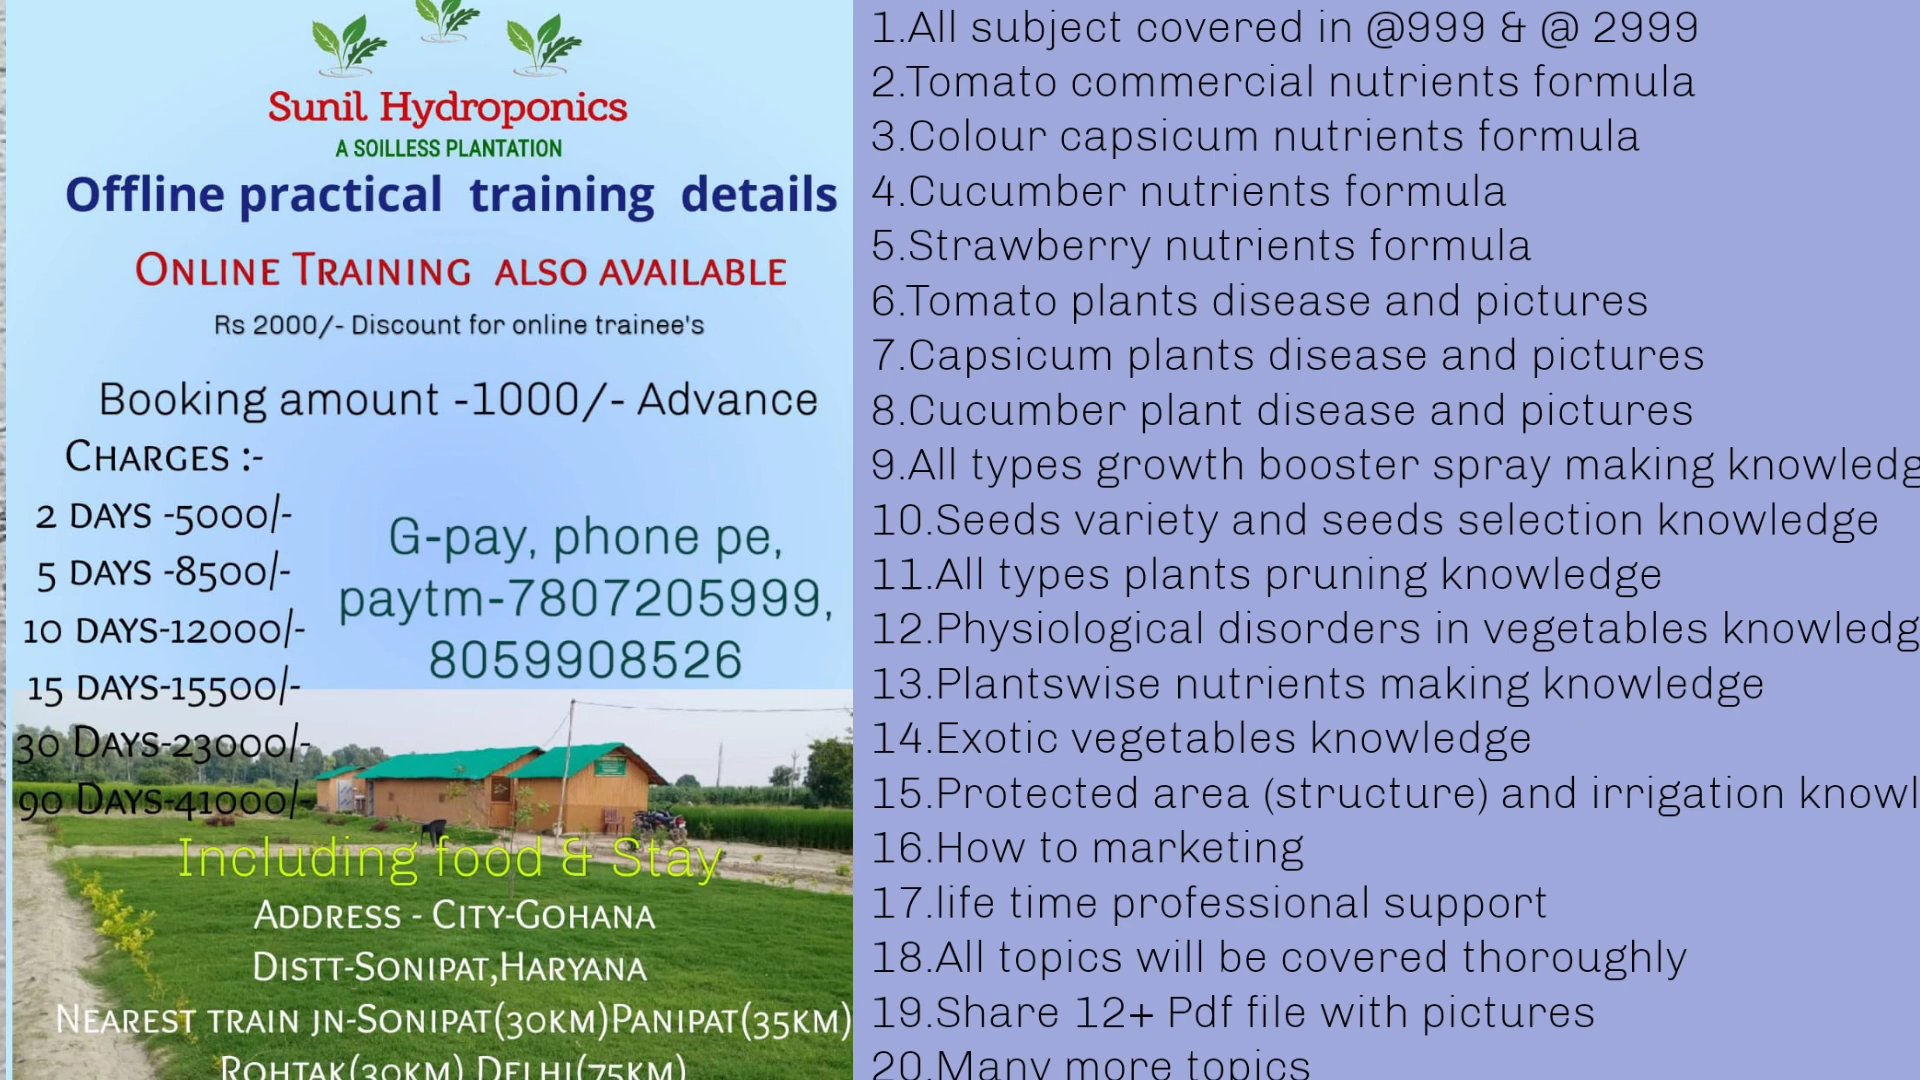 Sunil Hydroponics
A SOILLESS PLANTATION
Offline practical training details
ONLINE TRAINING ALSO AVAILABLE
Rs 2000/- Discount for online trainee's
Booking amount -1000/- Advance
CHARGES :-
2 DAYS -5000/-
5 DAYS -8500/-
10 DAYS-12000/-
15 DAYS-15500/-
30 DAYS-23000/-
90 DAYS-41000/-
G-pay, phone pe,
paytm-7807205999,
8059908526
Including food & Stay
ADDRESS - CITY-GOHANA
DISTT-SONIPAT,HARYANA
NEAREST TRAIN JN-SONIPAT(30KM)PANIPAT(35KM)
ROHTAK(30KM) DELHI(75KM)
1.All subject covered in @999 & @ 2999
2.Tomato commercial nutrients formula
3.Colour capsicum nutrients formula
4.Cucumber nutrients formula
5.Strawberry nutrients formula
6.Tomato plants disease and pictures
7.Capsicum plants disease and pictures
8.Cucumber plant disease and pictures
9.All types growth booster spray making knowledg
10.Seeds variety and seeds selection knowledge
11.All types plants pruning knowledge
12.Physiological disorders in vegetables knowledg
13.Plantswise nutrients making knowledge
14.Exotic vegetables knowledge
15.Protected area (structure) and irrigation knowl
16.How to marketing
17.life time professional support
18.All topics will be covered thoroughly
19.Share 12+ Pdf file with pictures
20.Many more topics